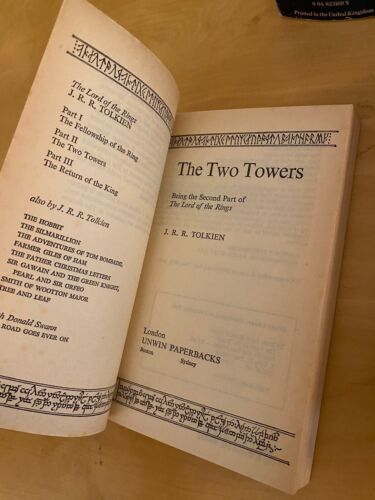 The Lord of the Rings
J. R. R. TOLKIEN
Part I
The Fellowship of the Ring
Part II
The Two Towers
Part III
The Return of the King
also by J. R. R. Tolkien
THE HOBBIT
THE SILMARILLION
THE ADVENTURES OF TOM BOMBADIL
FARMER GILES OF HAM
THE FATHER CHRISTMAS LETTERS
SIR GAWAIN AND THE GREEN KNIGHT,
PEARL AND SIR ORFEO
SMITH OF WOOTTON MAJOR
TREE AND LEAF
Donald Swann
ROAD GOES EVER ON
The Two Towers
Being the Second Part of
The Lord of the Rings
J. R. R. TOLKIEN
London
UNWIN PAPERBACKS
Boston Sydney
Printed in the United Kingdom